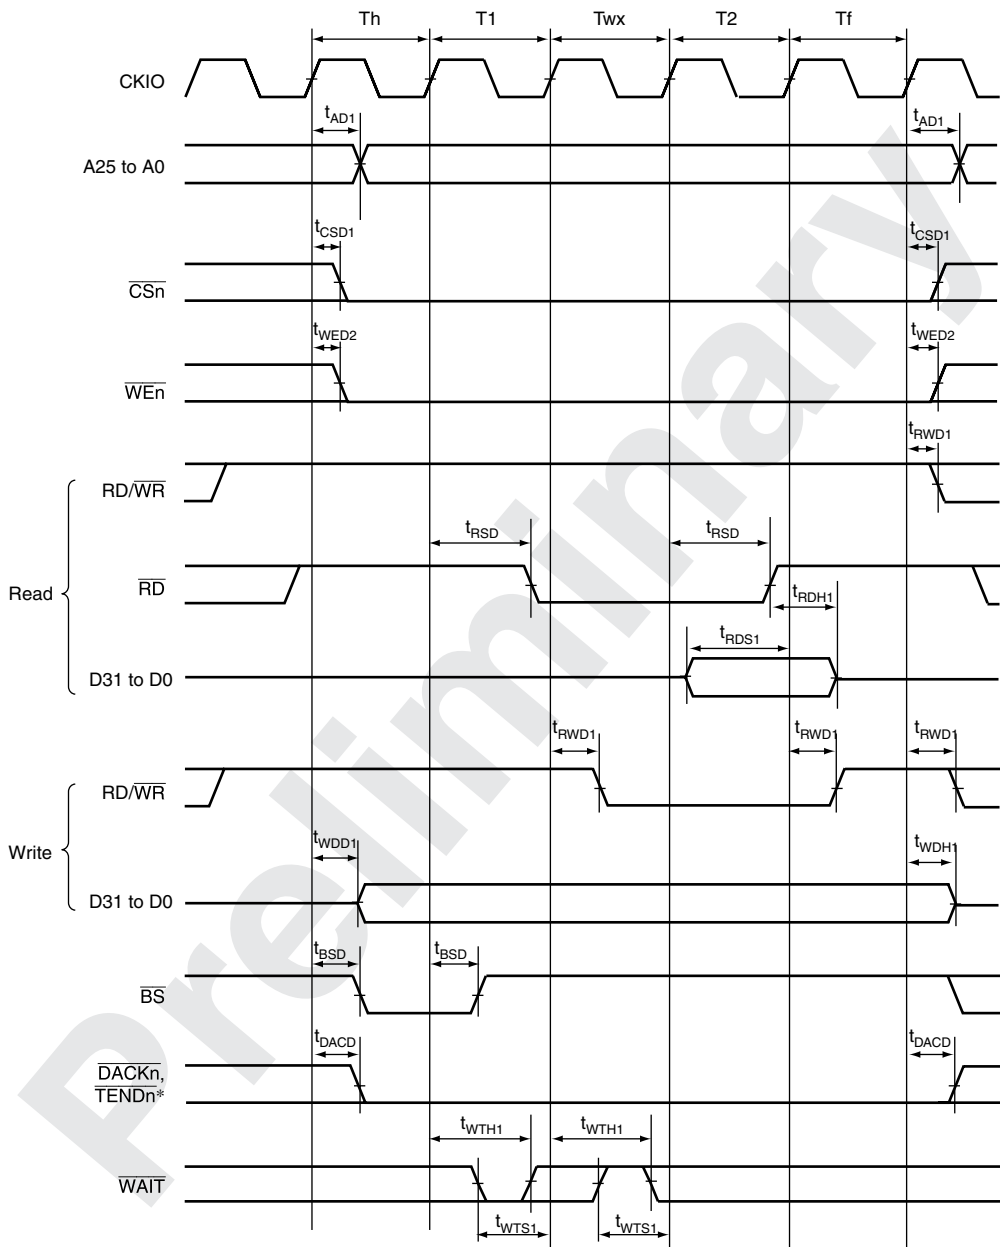 Th T1 Twx T2 Tf
CKIO
tAD1 tAD1
A25 to A0
tCSD1 tCSD1
CSn
tWED2 tWED2
WEn
tRWD1
RD/WR
tRSD tRSD
Read
RD
tRDH1
tRDS1
D31 to D0
tRWD1 tRWD1 tRWD1
RD/WR
Write
tWDD1 tWDH1
D31 to D0
tBSD tBSD
BS
tDACD tDACD
DACKn,
TENDn*
tWTH1 tWTH1
WAIT
tWTS1 tWTS1
Preliminary